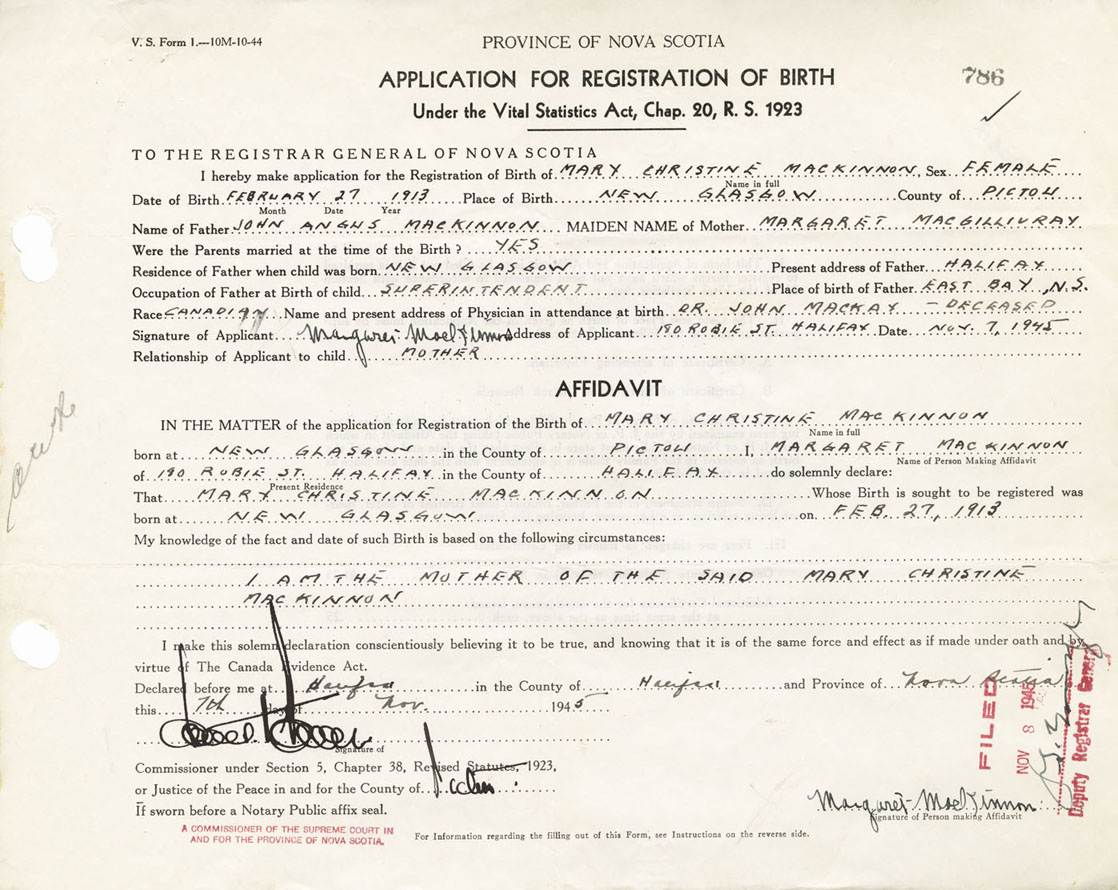 V. S. Form 1.—10M-10-44
PROVINCE OF NOVA SCOTIA
APPLICATION FOR REGISTRATION OF BIRTH
786
Under the Vital Statistics Act, Chap. 20, R. S. 1923
TO THE REGISTRAR GENERAL OF NOVA SCOTIA
I hereby make application for the Registration of Birth of MARY CHRISTINE MACKINNON, Sex FEMALE
Name in full
Date of Birth FEBRUARY 27 1913 Place of Birth NEW GLASGOW County of PICTOU
Month Date Year
Name of Father JOHN ANGUS MACKINNON MAIDEN NAME of Mother MARGARET MACGILLIVRAY
Were the Parents married at the time of the Birth? YES
Residence of Father when child was born NEW GLASGOW Present address of Father HALIFAX
Occupation of Father at Birth of child SUPERINTENDENT Place of birth of Father EAST BAY, N.S.
Race CANADIAN Name and present address of Physician in attendance at birth DR. JOHN MACKAY - DECEASED
Signature of Applicant Margaret MacKinnon Address of Applicant 190 ROBIE ST. HALIFAX Date NOV. 7, 1945
Relationship of Applicant to child MOTHER
AFFIDAVIT
IN THE MATTER of the application for Registration of the Birth of MARY CHRISTINE MACKINNON
Name in full
born at NEW GLASGOW in the County of PICTOU I, MARGARET MACKINNON
Name of Person Making Affidavit
of 190 ROBIE ST. HALIFAX in the County of HALIFAX do solemnly declare:
Present Residence
That MARY CHRISTINE MACKINNON Whose Birth is sought to be registered was
born at NEW GLASGOW on FEB. 27, 1913
My knowledge of the fact and date of such Birth is based on the following circumstances:
I AM THE MOTHER OF THE SAID MARY CHRISTINE
MACKINNON
I make this solemn declaration conscientiously believing it to be true, and knowing that it is of the same force and effect as if made under oath and by
virtue of The Canada Evidence Act.
Declared before me at Halifax in the County of Halifax and Province of Nova Scotia
this 7th day of Nov. 1945
Signature of
Commissioner under Section 5, Chapter 38, Revised Statutes, 1923,
or Justice of the Peace in and for the County of
If sworn before a Notary Public affix seal.
A COMMISSIONER OF THE SUPREME COURT IN
AND FOR THE PROVINCE OF NOVA SCOTIA.
For Information regarding the filling out of this Form, see Instructions on the reverse side.
Margaret MacKinnon
Signature of Person making Affidavit
FILED
NOV 8 1945
Deputy Registrar General